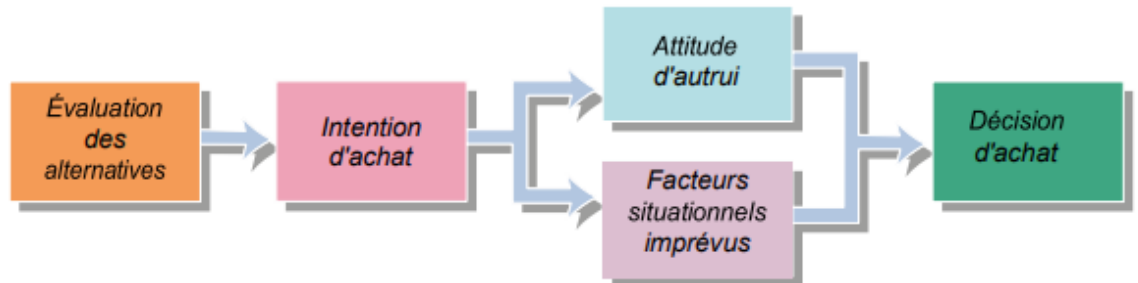 Évaluation
des
alternatives
Intention
d'achat
Attitude
d'autrui
Facteurs
situationnels
imprévus
Décision
d'achat